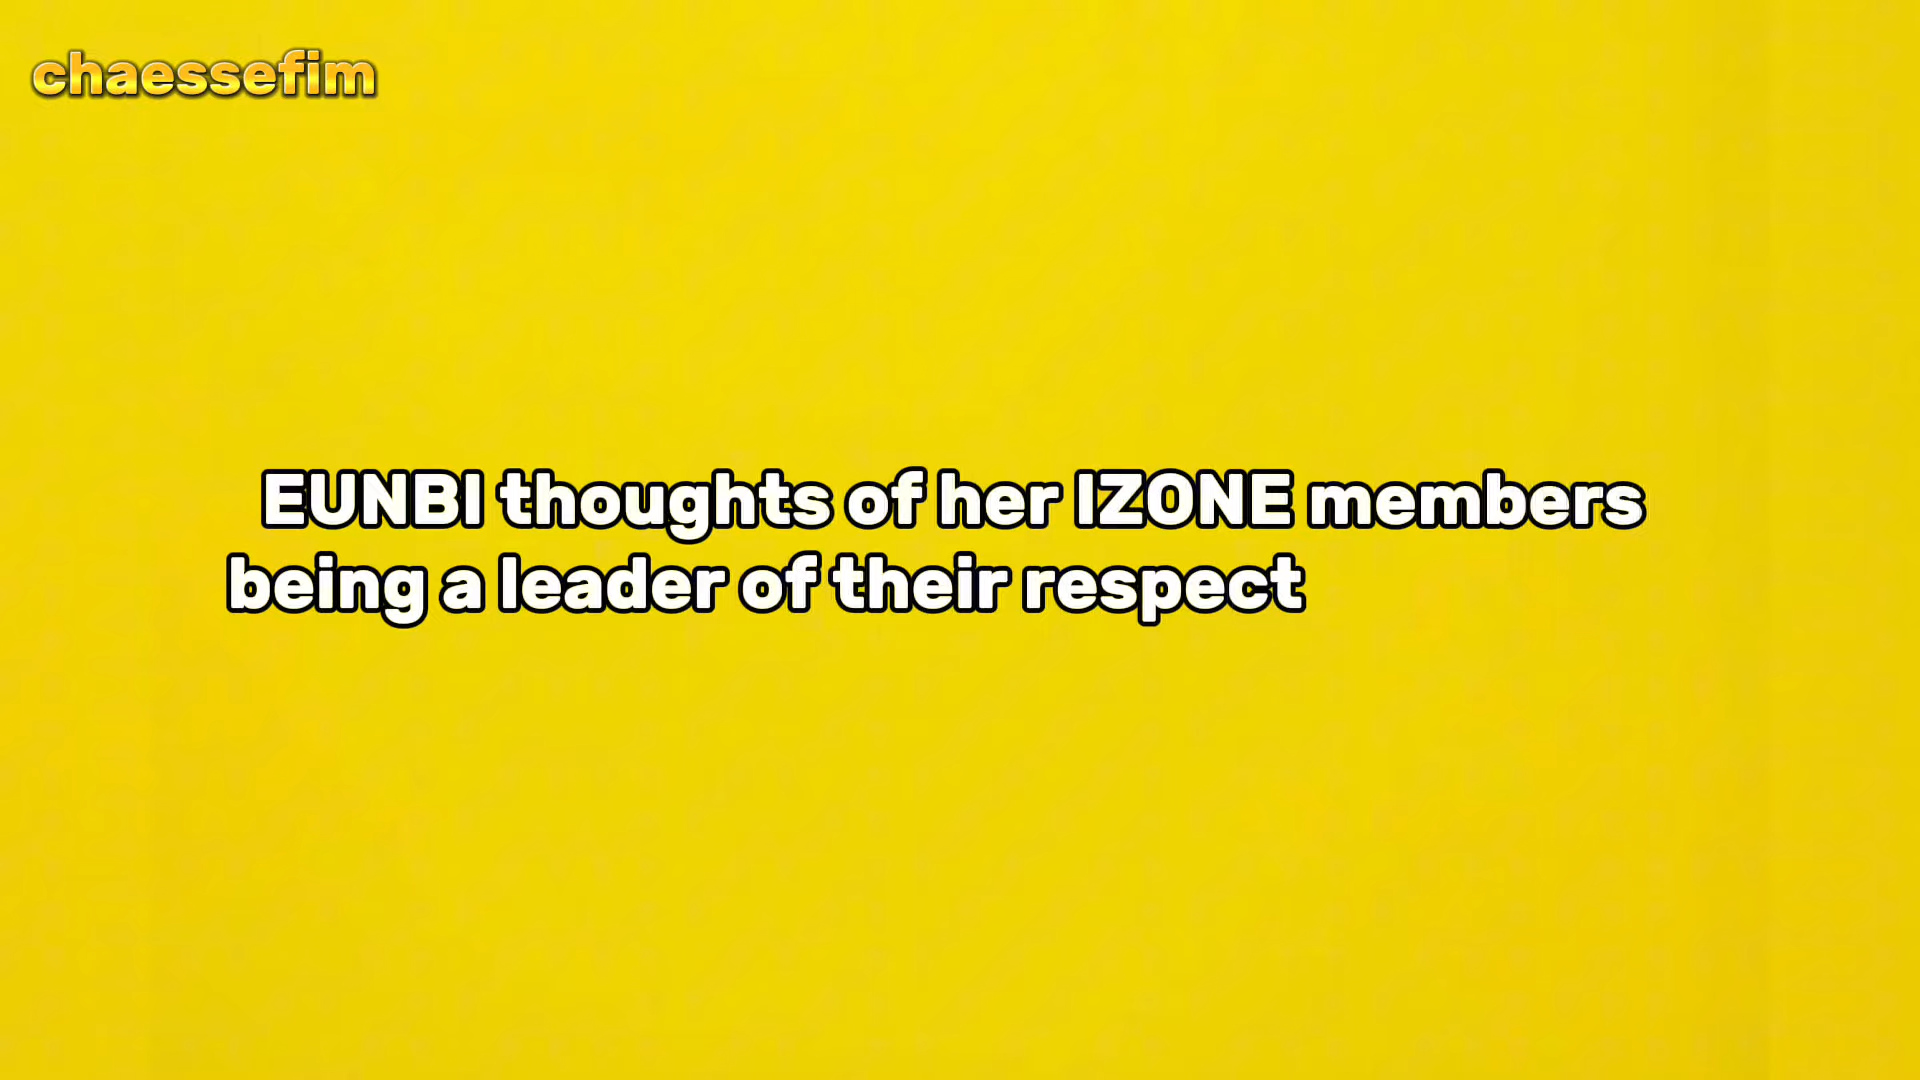 chaessefim
EUNBI thoughts of her IZONE members
being a leader of their respect